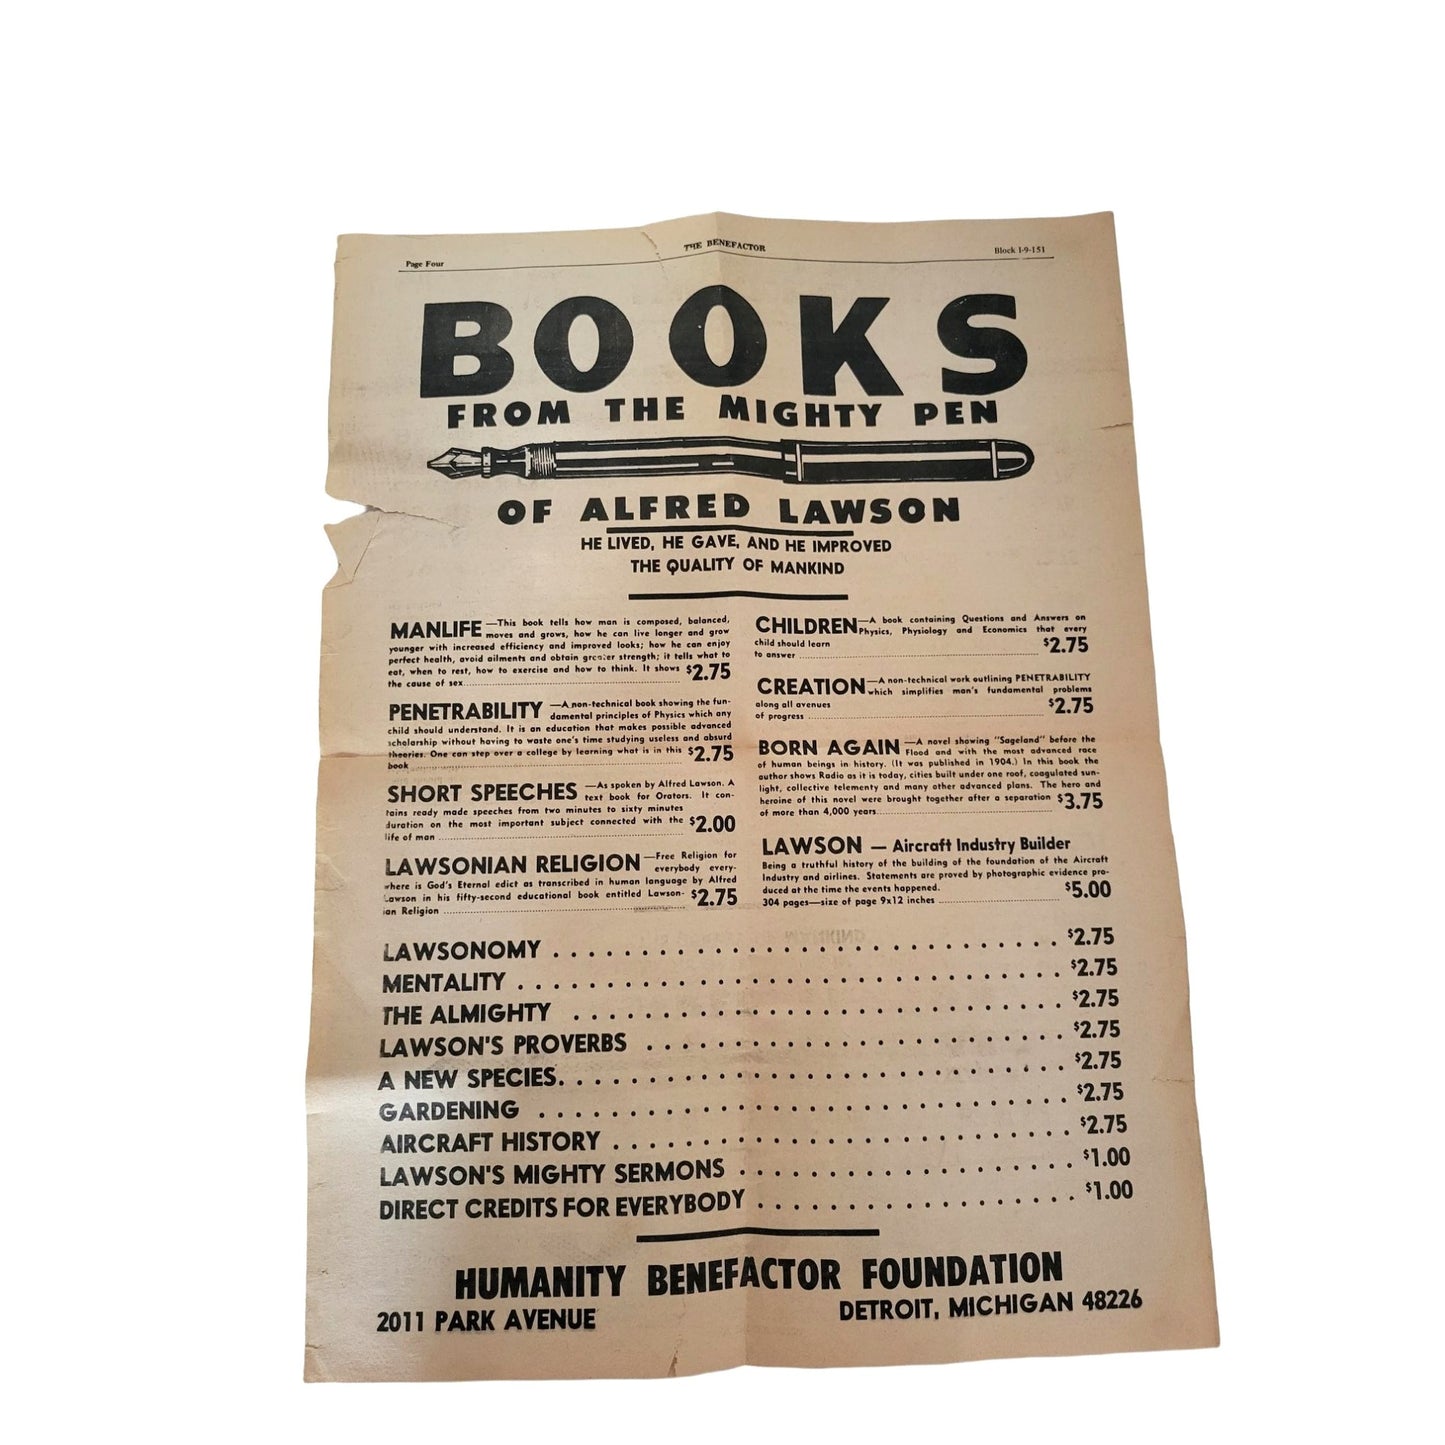 Page Four
THE BENEFACTOR
Block I-9-151
BOOKS
FROM THE MIGHTY PEN
OF ALFRED LAWSON
HE LIVED, HE GAVE, AND HE IMPROVED
THE QUALITY OF MANKIND
MANLIFE—This book tells how man is composed, balanced,
moves and grows, how he can live longer and grow
younger with increased efficiency and improved looks; how he can enjoy
perfect health, avoid ailments and obtain greater strength; it tells what to
eat, when to rest, how to exercise and how to think. It shows $2.75
the cause of sex
PENETRABILITY—A non-technical book showing the fun-
damental principles of Physics which any
child should understand. It is an education that makes possible advanced
scholarship without having to waste one's time studying useless and absurd
theories. One can step over a college by learning what is in this $2.75
book
SHORT SPEECHES—As spoken by Alfred Lawson. A
text book for Orators. It con-
tains ready made speeches from two minutes to sixty minutes
duration on the most important subject connected with the $2.00
life of man
LAWSONIAN RELIGION—Free Religion for
everybody every-
where is God's Eternal edict as transcribed in human language by Alfred
Lawson in his fifty-second educational book entitled Lawson- $2.75
ian Religion
CHILDREN—A book containing Questions and Answers on
Physics, Physiology and Economics that every
child should learn $2.75
to answer
CREATION—A non-technical work outlining PENETRABILITY
which simplifies man's fundamental problems
along all avenues $2.75
of progress
BORN AGAIN—A novel showing "Sageland" before the
Flood and with the most advanced race
of human beings in history. (It was published in 1904.) In this book the
author shows Radio as it is today, cities built under one roof, coagulated sun-
light, collective telementy and many other advanced plans. The hero and
heroine of this novel were brought together after a separation $3.75
of more than 4,000 years
LAWSON — Aircraft Industry Builder
Being a truthful history of the building of the foundation of the Aircraft
Industry and airlines. Statements are proved by photographic evidence pro-
duced at the time the events happened. $5.00
304 pages—size of page 9x12 inches
LAWSONOMY $2.75
MENTALITY $2.75
THE ALMIGHTY $2.75
LAWSON'S PROVERBS $2.75
A NEW SPECIES $2.75
GARDENING $2.75
AIRCRAFT HISTORY $2.75
LAWSON'S MIGHTY SERMONS $1.00
DIRECT CREDITS FOR EVERYBODY $1.00
HUMANITY BENEFACTOR FOUNDATION
2011 PARK AVENUE DETROIT, MICHIGAN 48226